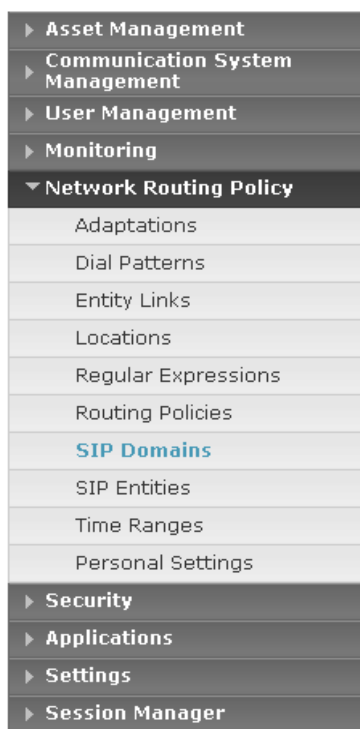 Asset Management
Communication System
Management
User Management
Monitoring
Network Routing Policy
Adaptations
Dial Patterns
Entity Links
Locations
Regular Expressions
Routing Policies
SIP Domains
SIP Entities
Time Ranges
Personal Settings
Security
Applications
Settings
Session Manager